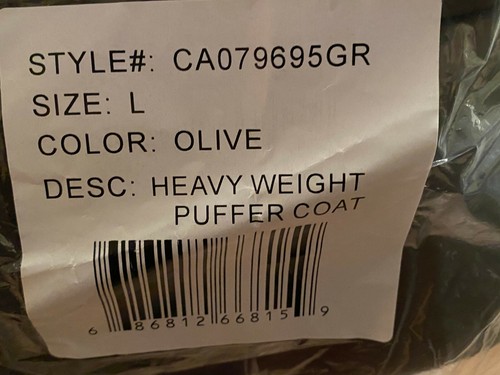 STYLE#: CA079695GR
SIZE: L
COLOR: OLIVE
DESC: HEAVY WEIGHT
PUFFER COAT
6 86812 66815 9